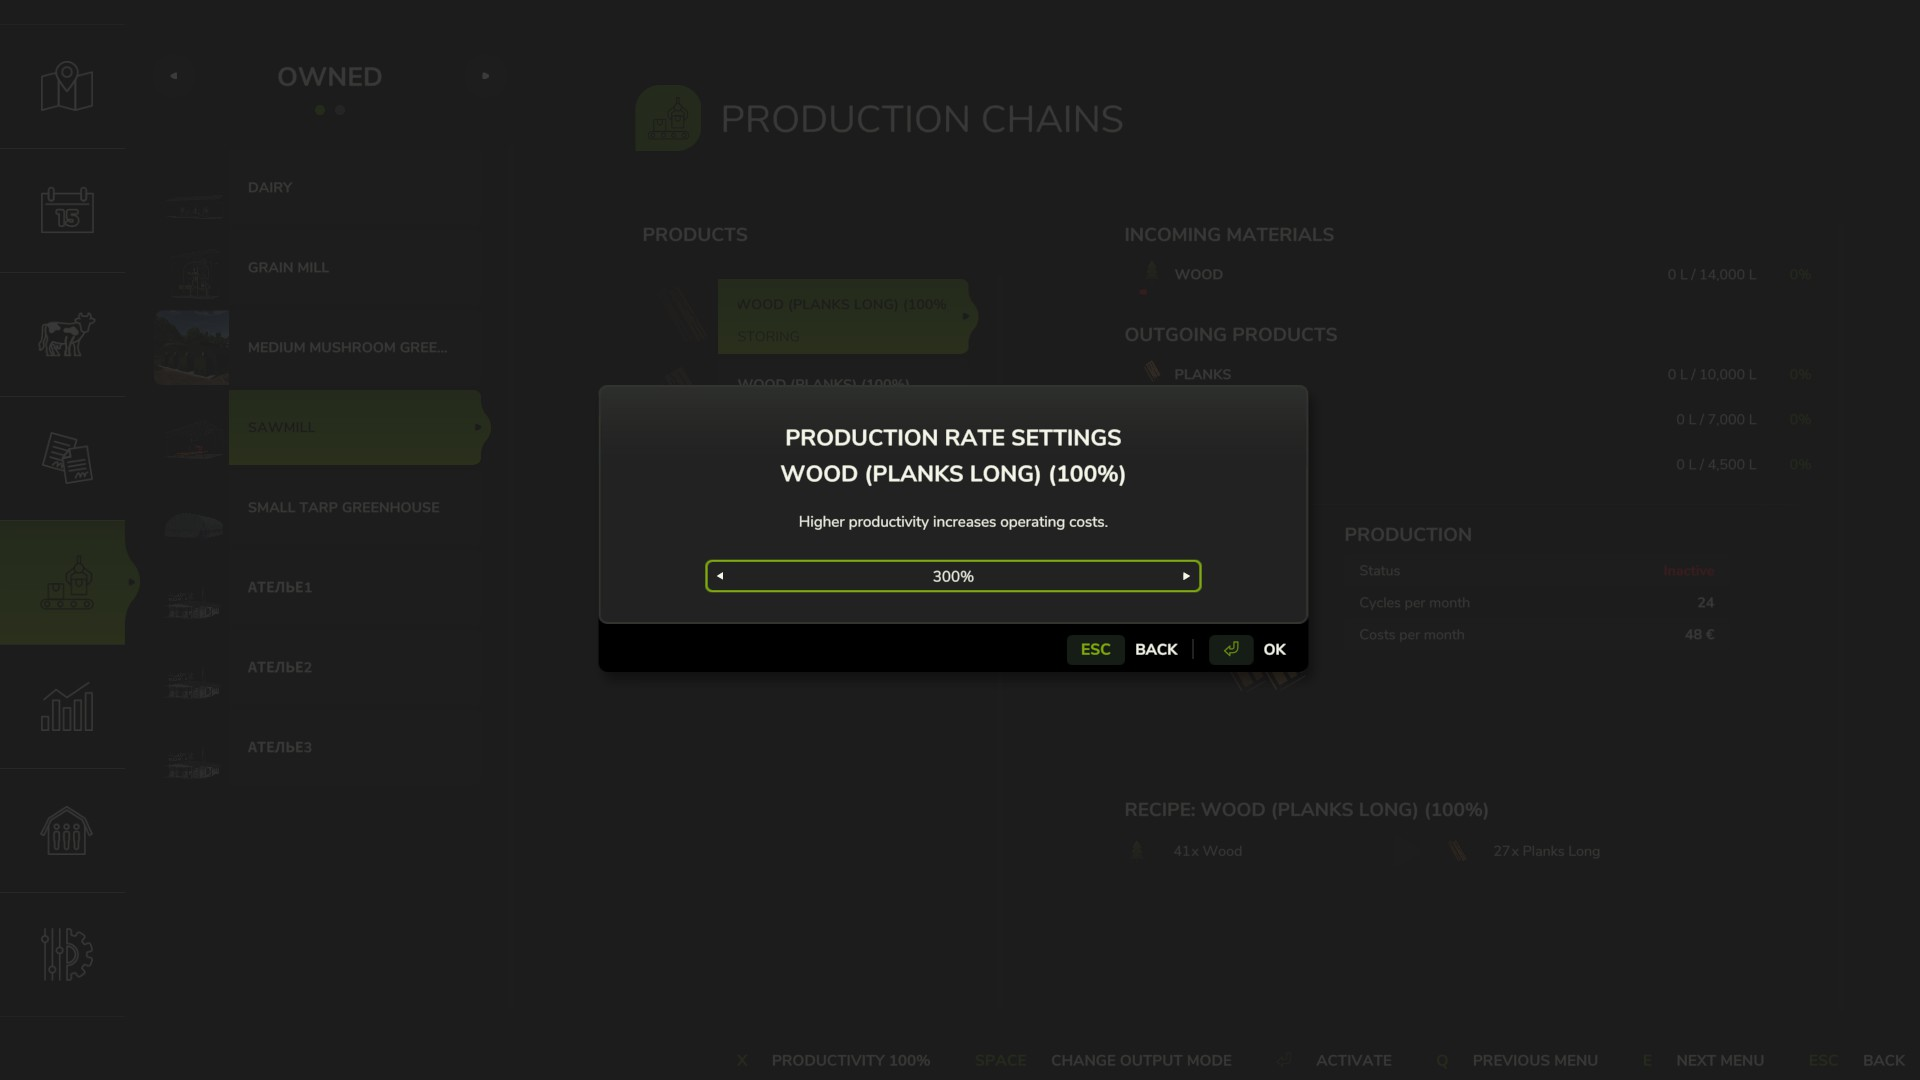 OWNED
15
DAIRY
GRAIN MILL
MEDIUM MUSHROOM GREE...
SAWMILL
SMALL TARP GREENHOUSE
АТЕЛЬЕ1
АТЕЛЬЕ2
АТЕЛЬЕ3
PRODUCTION CHAINS
PRODUCTS
WOOD (PLANKS LONG) (100%
STORING
WOOD (PLANKS) (100%)
INCOMING MATERIALS
WOOD 0 L / 14,000 L 0%
OUTGOING PRODUCTS
PLANKS 0 L / 10,000 L 0%
0 L / 7,000 L 0%
0 L / 4,500 L 0%
PRODUCTION RATE SETTINGS
WOOD (PLANKS LONG) (100%)
Higher productivity increases operating costs.
300%
ESC BACK OK
PRODUCTION
Status Inactive
Cycles per month 24
Costs per month 48 €
RECIPE: WOOD (PLANKS LONG) (100%)
41x Wood 27x Planks Long
X PRODUCTIVITY 100% SPACE CHANGE OUTPUT MODE ACTIVATE Q PREVIOUS MENU E NEXT MENU ESC BACK